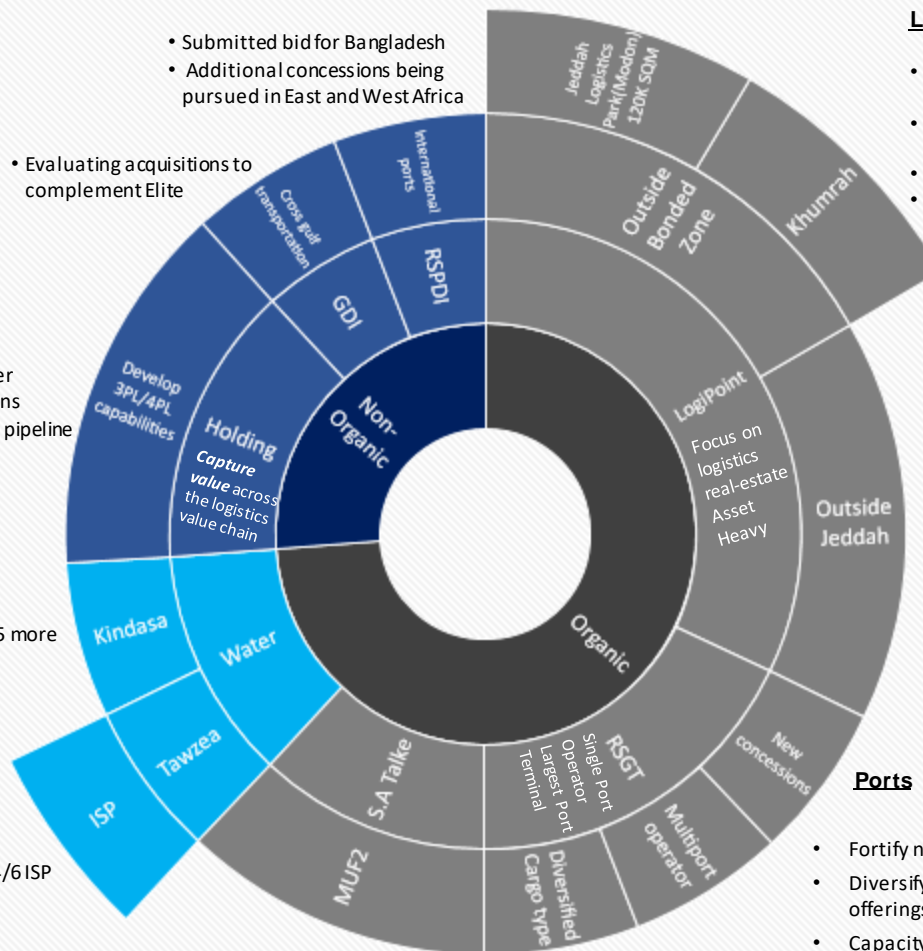 • Submitted bid for Bangladesh
• Additional concessions being
pursued in East and West Africa
• Evaluating acquisitions to
complement Elite
L
•
•
•
•
Jeddah
Logistics
Park(Modon)
120K SQM
Khumrah
Outside
Bonded
Zone
International
ports
Cross gulf
transportation
RSPDI
GDI
Develop
3PL/4PL
capabilities
Holding
Capture
value across
the logistics
value chain
Non-
Organic
LogiPoint
Focus on
logistics
real-estate
Asset
Heavy
Outside
Jeddah
er
ns
pipeline
5 more
Kindasa
Water
Tawzea
ISP
/6 ISP
Organic
S.A Talke
MUF2
RSGT
Single Port
Operator
Largest Port
Terminal
Diversified
Cargo type
Multiport
operator
New
concessions
Ports
• Fortify n
• Diversify
offerings
• Capacity